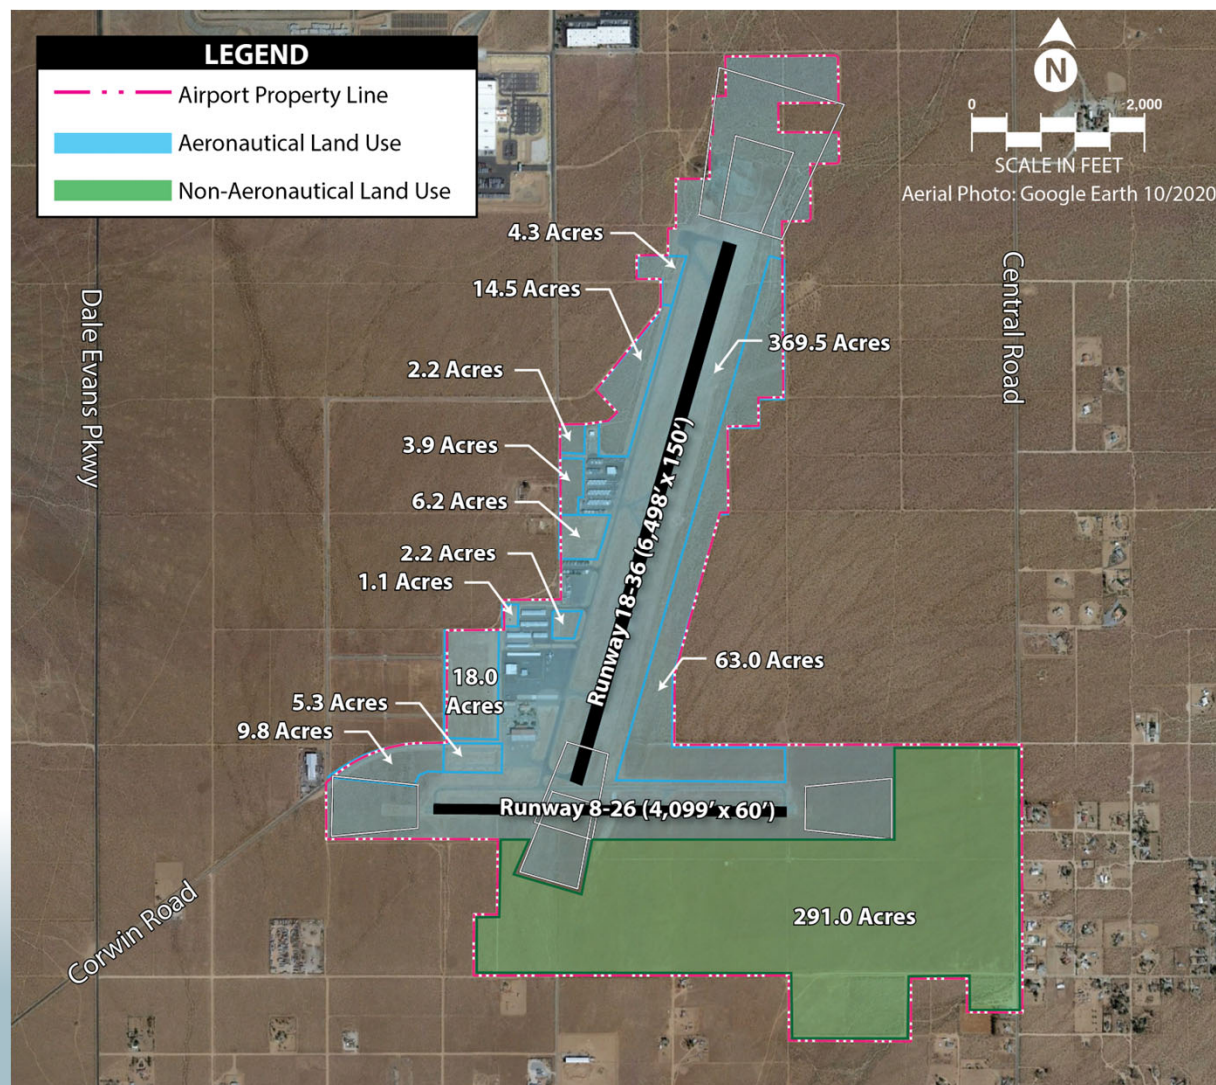 LEGEND
Airport Property Line
Aeronautical Land Use
Non-Aeronautical Land Use
N
0 2,000
SCALE IN FEET
Aerial Photo: Google Earth 10/2020
4.3 Acres
14.5 Acres
369.5 Acres
2.2 Acres
3.9 Acres
6.2 Acres
2.2 Acres
1.1 Acres
63.0 Acres
18.0
Acres
5.3 Acres
9.8 Acres
Runway 18-36 (6,498' x 150')
Runway 8-26 (4,099' x 60')
291.0 Acres
Dale Evans Pkwy
Central Road
Corwin Road